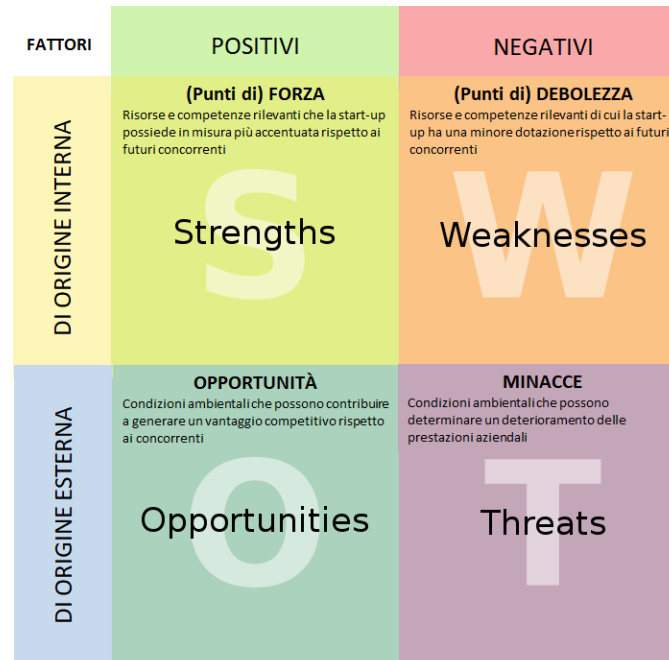 FATTORI
POSITIVI
NEGATIVI
DI ORIGINE INTERNA
(Punti di) FORZA
Risorse e competenze rilevanti che la start-up
possiede in misura più accentuata rispetto ai
futuri concorrenti
S
Strengths
(Punti di) DEBOLEZZA
Risorse e competenze rilevanti di cui la start-
up ha una minore dotazione rispetto ai futuri
concorrenti
W
Weaknesses
DI ORIGINE ESTERNA
OPPORTUNITÀ
Condizioni ambientali che possono contribuire
a generare un vantaggio competitivo rispetto
ai concorrenti
O
Opportunities
MINACCE
Condizioni ambientali che possono
determinare un deterioramento delle
prestazioni aziendali
T
Threats